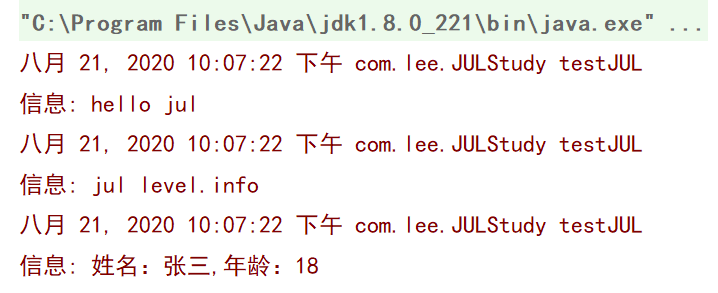 "C:\Program Files\Java\jdk1.8.0_221\bin\java.exe" ...
八月 21, 2020 10:07:22 下午 com.lee.JULStudy testJUL
信息: hello jul
八月 21, 2020 10:07:22 下午 com.lee.JULStudy testJUL
信息: jul level.info
八月 21, 2020 10:07:22 下午 com.lee.JULStudy testJUL
信息: 姓名：张三,年龄：18